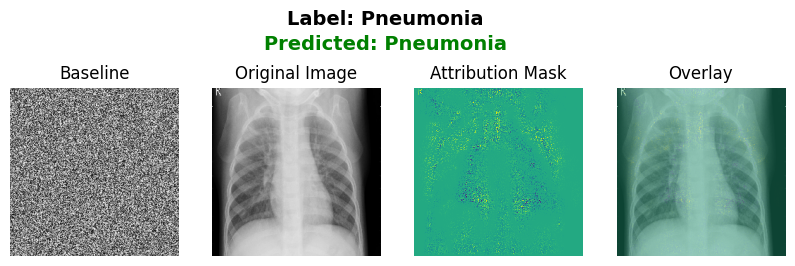 Label: Pneumonia
Predicted: Pneumonia
Baseline
Original Image
Attribution Mask
Overlay
R
R